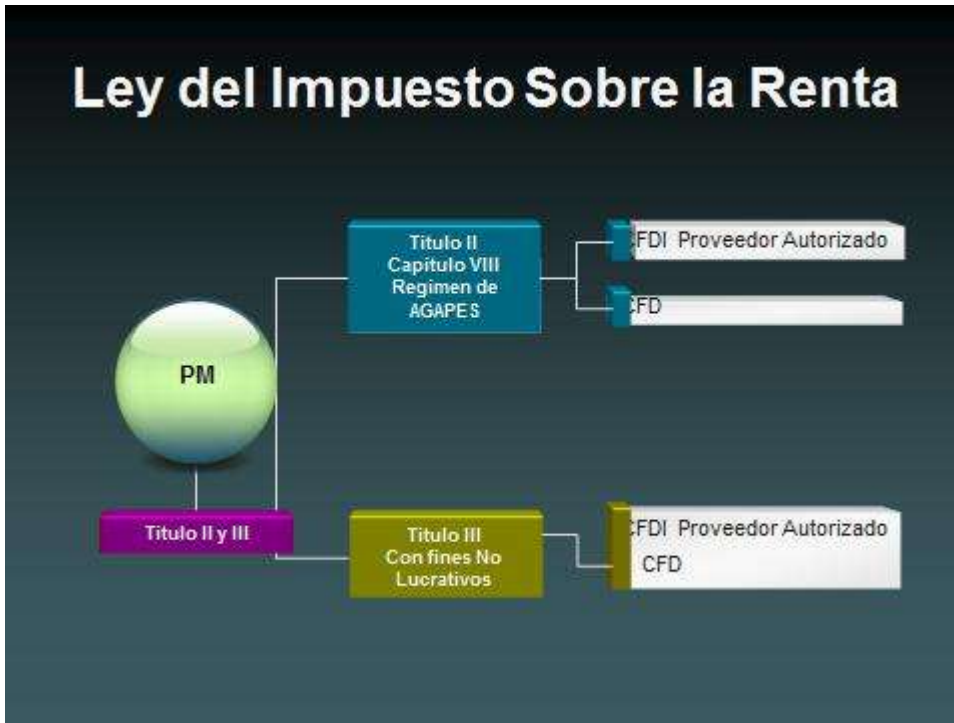 Ley del Impuesto Sobre la Renta
Titulo II
Capitulo VIII
Regimen de
AGAPES
CFDI Proveedor Autorizado
CFD
PM
Titulo II y III
Titulo III
Con fines No
Lucrativos
CFDI Proveedor Autorizado
CFD